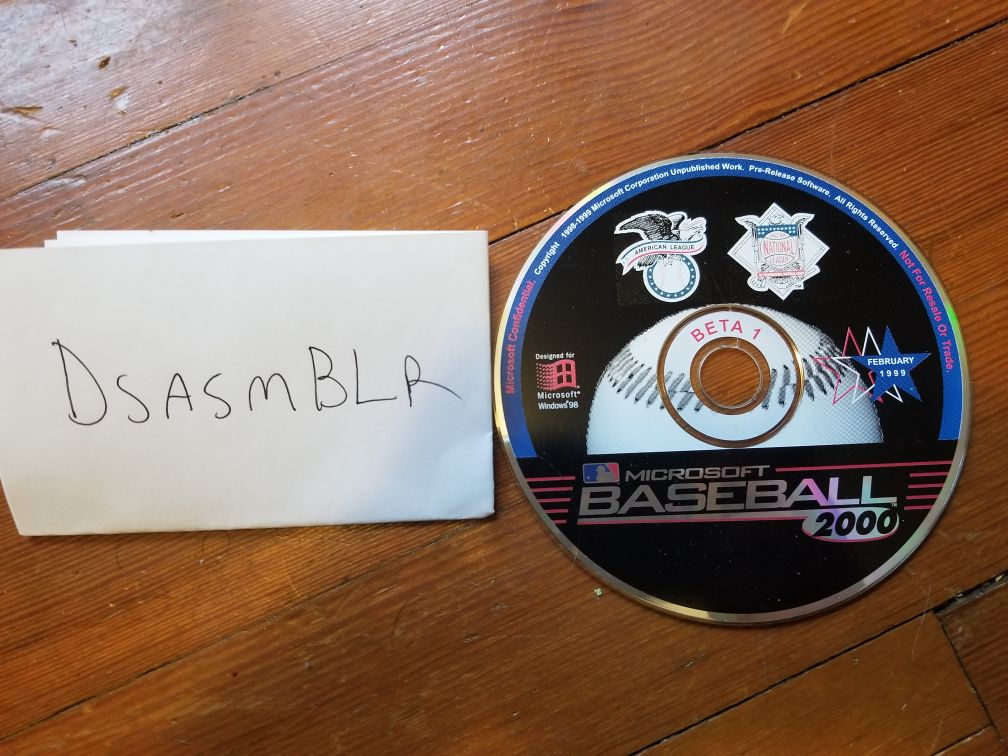 DsAsmBLR
Microsoft Confidential. Copyright 1998-1999 Microsoft Corporation Unpublished Work. Pre-Release Software. All Rights Reserved. Not For Resale Or Trade.
AMERICAN LEAGUE
NATIONAL
LEAGUE
BETA 1
Designed for
Microsoft®
Windows®98
FEBRUARY
1999
MICROSOFT
BASEBALL™
2000